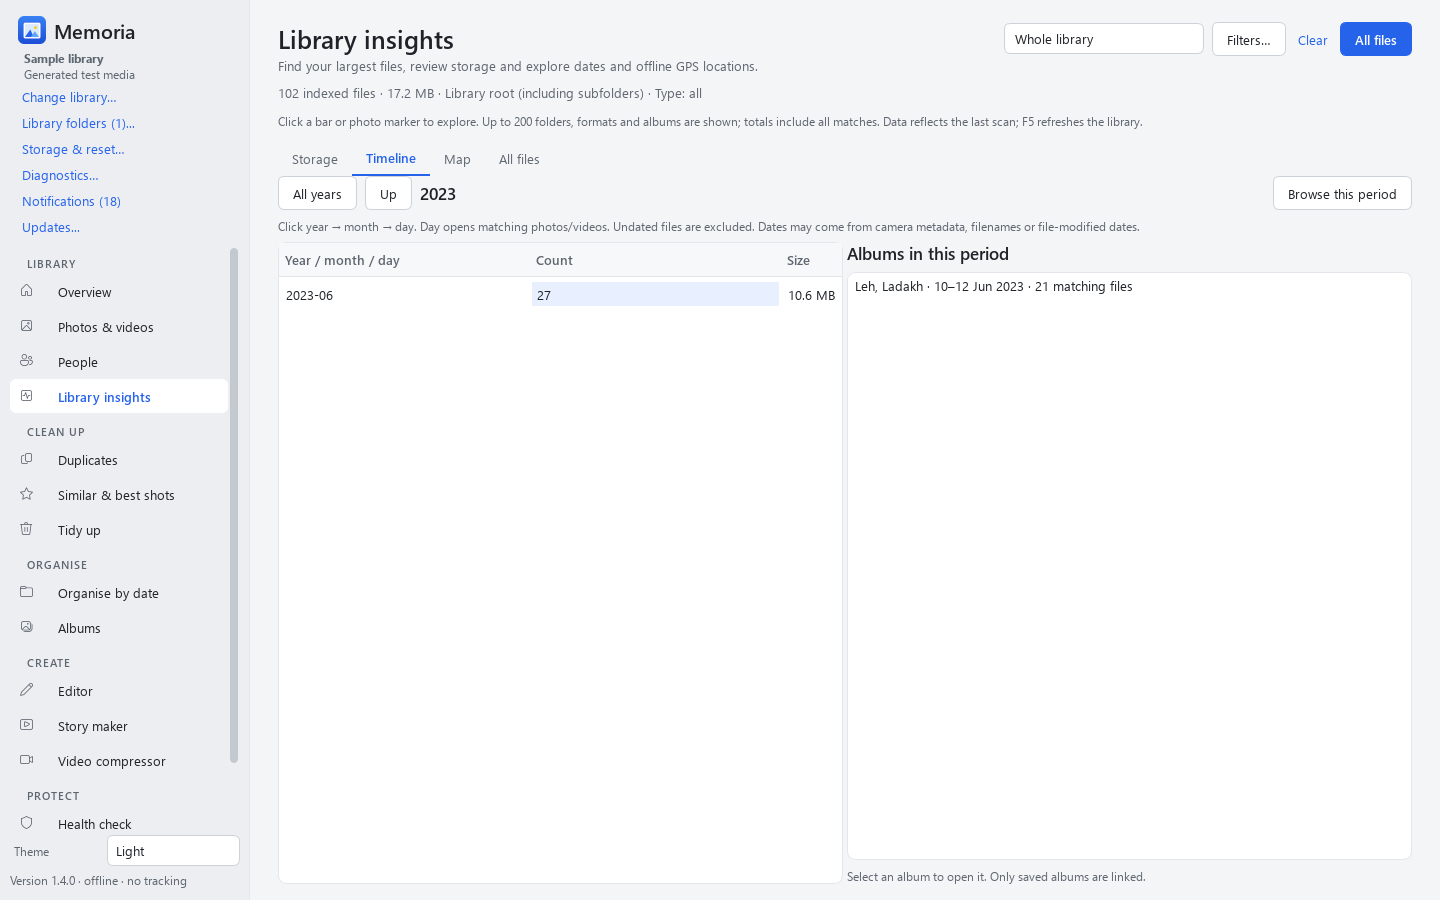 Memoria
Sample library
Generated test media
Change library...
Library folders (1)...
Storage & reset...
Diagnostics...
Notifications (18)
Updates...
LIBRARY
Overview
Photos & videos
People
Library insights
CLEAN UP
Duplicates
Similar & best shots
Tidy up
ORGANISE
Organise by date
Albums
CREATE
Editor
Story maker
Video compressor
PROTECT
Health check
Theme
Light
Version 1.4.0 · offline · no tracking
Library insights
Whole library
Filters...
Clear
All files
Find your largest files, review storage and explore dates and offline GPS locations.
102 indexed files · 17.2 MB · Library root (including subfolders) · Type: all
Click a bar or photo marker to explore. Up to 200 folders, formats and albums are shown; totals include all matches. Data reflects the last scan; F5 refreshes the library.
Storage Timeline Map All files
All years Up 2023 Browse this period
Click year → month → day. Day opens matching photos/videos. Undated files are excluded. Dates may come from camera metadata, filenames or file-modified dates.
Year / month / day Count Size
2023-06 27 10.6 MB
Albums in this period
Leh, Ladakh · 10–12 Jun 2023 · 21 matching files
Select an album to open it. Only saved albums are linked.